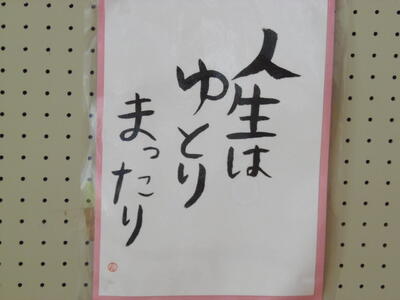 人生は
ゆとり
まったり